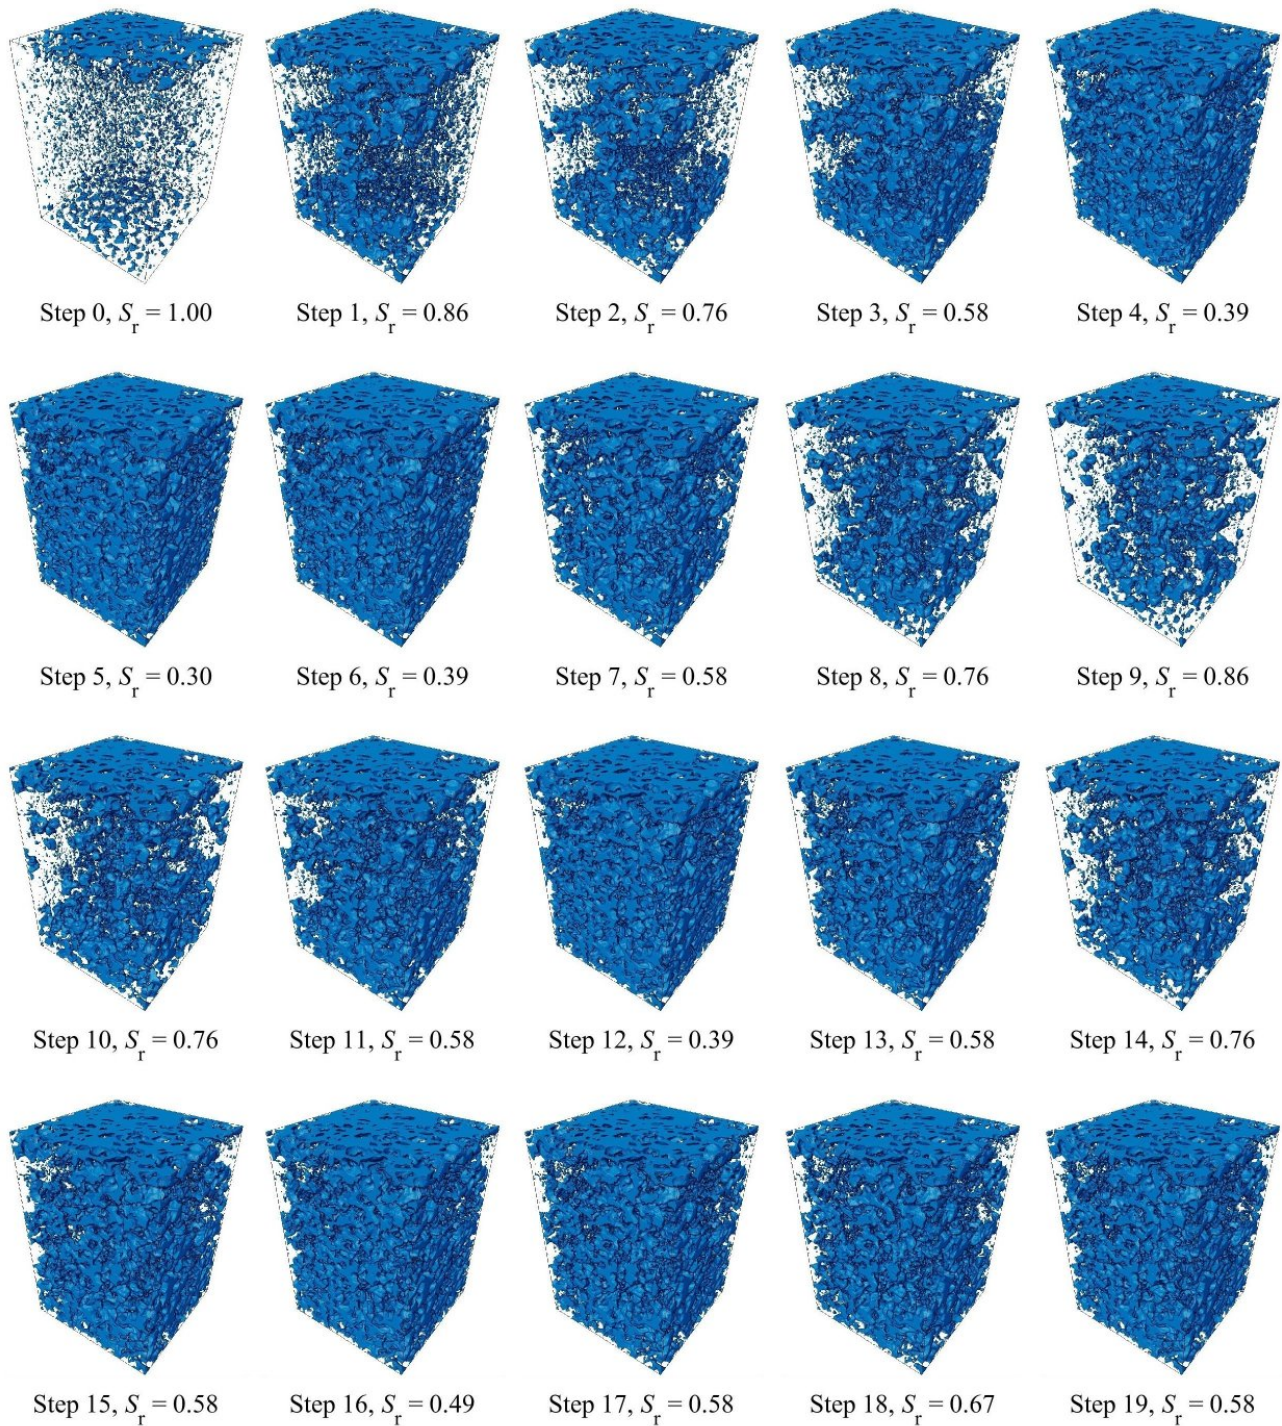 Step 0, Sr = 1.00
Step 1, Sr = 0.86
Step 2, Sr = 0.76
Step 3, Sr = 0.58
Step 4, Sr = 0.39
Step 5, Sr = 0.30
Step 6, Sr = 0.39
Step 7, Sr = 0.58
Step 8, Sr = 0.76
Step 9, Sr = 0.86
Step 10, Sr = 0.76
Step 11, Sr = 0.58
Step 12, Sr = 0.39
Step 13, Sr = 0.58
Step 14, Sr = 0.76
Step 15, Sr = 0.58
Step 16, Sr = 0.49
Step 17, Sr = 0.58
Step 18, Sr = 0.67
Step 19, Sr = 0.58